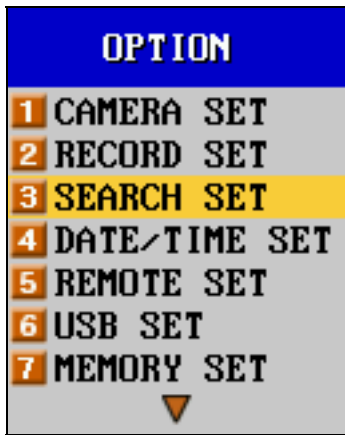 OPTION
1 CAMERA SET
2 RECORD SET
3 SEARCH SET
4 DATE/TIME SET
5 REMOTE SET
6 USB SET
7 MEMORY SET